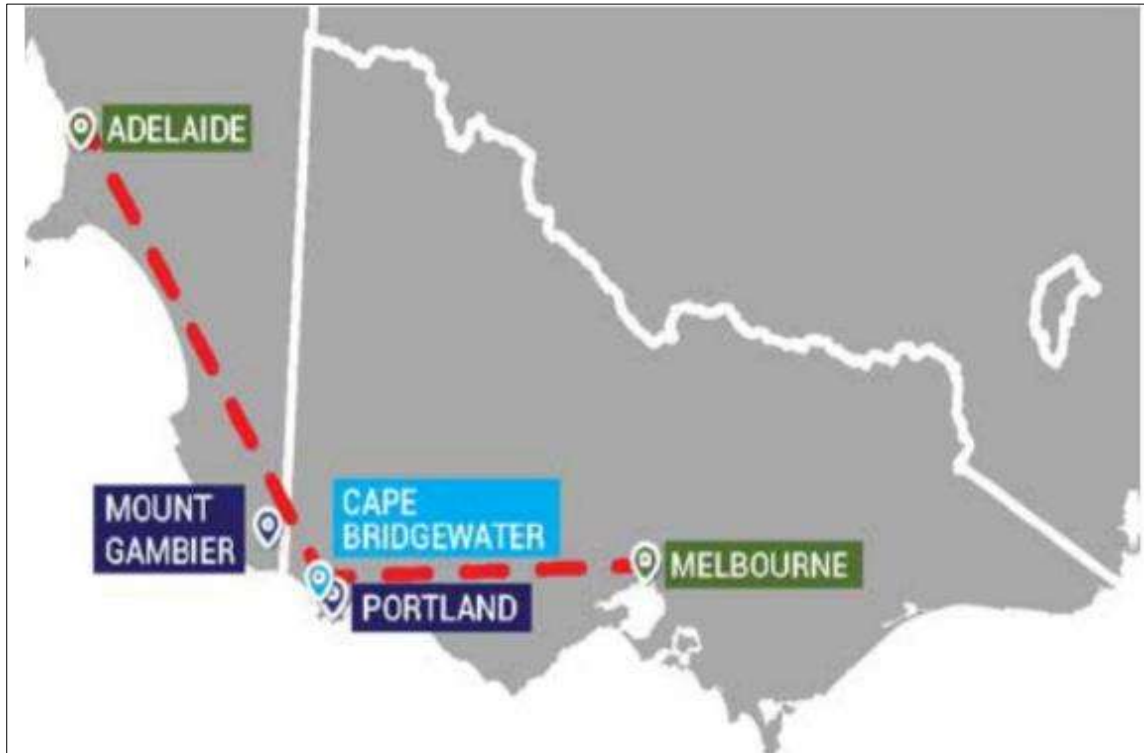 ADELAIDE
MOUNT
GAMBIER
CAPE
BRIDGEWATER
MELBOURNE
PORTLAND